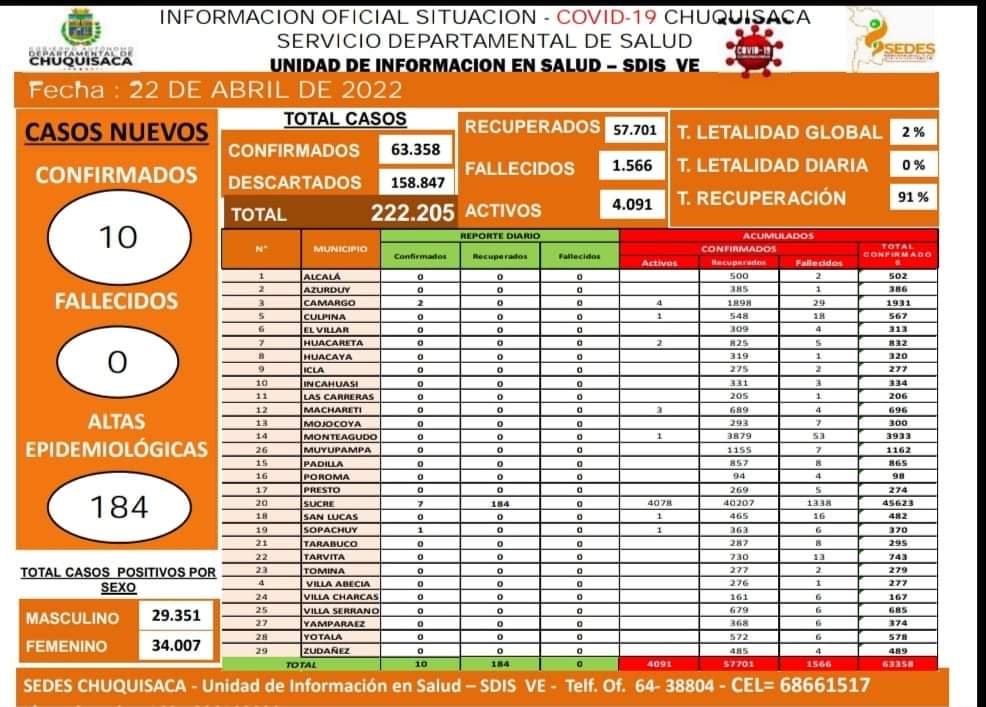 INFORMACION OFICIAL SITUACION - COVID-19 CHUQUISACA
SERVICIO DEPARTAMENTAL DE SALUD
UNIDAD DE INFORMACION EN SALUD – SDIS VE
GOBIERNO AUTÓNOMO
DEPARTAMENTAL DE
CHUQUISACA
COVID-19
SEDES
Fecha : 22 DE ABRIL DE 2022
CASOS NUEVOS
CONFIRMADOS
10
FALLECIDOS
0
ALTAS
EPIDEMIOLÓGICAS
184
TOTAL CASOS POSITIVOS POR
SEXO
MASCULINO 29.351
FEMENINO 34.007
TOTAL CASOS
CONFIRMADOS 63.358
DESCARTADOS 158.847
TOTAL 222.205
RECUPERADOS 57.701
FALLECIDOS 1.566
ACTIVOS 4.091
T. LETALIDAD GLOBAL 2 %
T. LETALIDAD DIARIA 0 %
T. RECUPERACIÓN 91 %
N° MUNICIPIO REPORTE DIARIO ACUMULADOS
CONFIRMADOS TOTAL CONFIRMADOS
Confirmados Recuperados Fallecidos Activos Recuperados Fallecidos
1 ALCALÁ 0 0 0 500 2 502
2 AZURDUY 0 0 0 385 1 386
3 CAMARGO 2 0 0 4 1898 29 1931
5 CULPINA 0 0 0 1 548 18 567
6 EL VILLAR 0 0 0 309 4 313
7 HUACARETA 0 0 0 2 825 5 832
8 HUACAYA 0 0 0 319 1 320
9 ICLA 0 0 0 275 2 277
10 INCAHUASI 0 0 0 331 3 334
11 LAS CARRERAS 0 0 0 205 1 206
12 MACHARETI 0 0 0 3 689 4 696
13 MOJOCOYA 0 0 0 293 7 300
14 MONTEAGUDO 0 0 0 1 3879 53 3933
26 MUYUPAMPA 0 0 0 1155 7 1162
15 PADILLA 0 0 0 857 8 865
16 POROMA 0 0 0 94 4 98
17 PRESTO 0 0 0 269 5 274
20 SUCRE 7 184 0 4078 40207 1338 45623
18 SAN LUCAS 0 0 0 1 465 16 482
19 SOPACHUY 1 0 0 1 363 6 370
21 TARABUCO 0 0 0 287 8 295
22 TARVITA 0 0 0 730 13 743
23 TOMINA 0 0 0 277 2 279
4 VILLA ABECIA 0 0 0 276 1 277
24 VILLA CHARCAS 0 0 0 161 6 167
25 VILLA SERRANO 0 0 0 679 6 685
27 YAMPARAEZ 0 0 0 368 6 374
28 YOTALA 0 0 0 572 6 578
29 ZUDAÑEZ 0 0 0 485 4 489
TOTAL 10 184 0 4091 57701 1566 63358
SEDES CHUQUISACA - Unidad de Información en Salud – SDIS VE - Telf. Of. 64- 38804 - CEL= 68661517